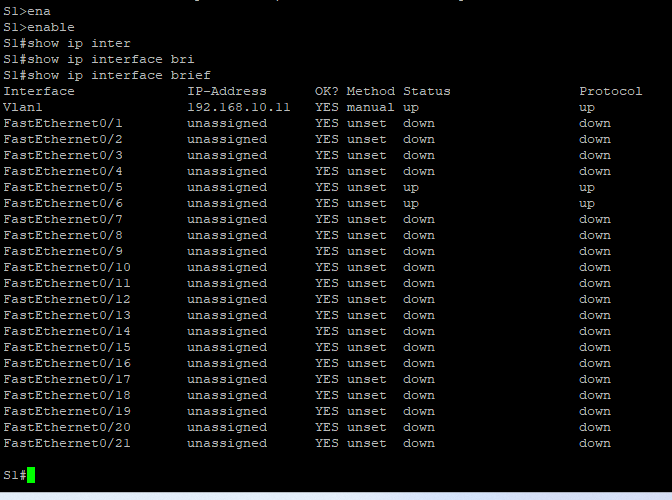 S1>ena
S1>enable
S1#show ip inter
S1#show ip interface bri
S1#show ip interface brief
Interface              IP-Address      OK? Method Status                Protocol
Vlan1                  192.168.10.11   YES manual up                    up
FastEthernet0/1        unassigned      YES unset  down                  down
FastEthernet0/2        unassigned      YES unset  down                  down
FastEthernet0/3        unassigned      YES unset  down                  down
FastEthernet0/4        unassigned      YES unset  down                  down
FastEthernet0/5        unassigned      YES unset  up                    up
FastEthernet0/6        unassigned      YES unset  up                    up
FastEthernet0/7        unassigned      YES unset  down                  down
FastEthernet0/8        unassigned      YES unset  down                  down
FastEthernet0/9        unassigned      YES unset  down                  down
FastEthernet0/10       unassigned      YES unset  down                  down
FastEthernet0/11       unassigned      YES unset  down                  down
FastEthernet0/12       unassigned      YES unset  down                  down
FastEthernet0/13       unassigned      YES unset  down                  down
FastEthernet0/14       unassigned      YES unset  down                  down
FastEthernet0/15       unassigned      YES unset  down                  down
FastEthernet0/16       unassigned      YES unset  down                  down
FastEthernet0/17       unassigned      YES unset  down                  down
FastEthernet0/18       unassigned      YES unset  down                  down
FastEthernet0/19       unassigned      YES unset  down                  down
FastEthernet0/20       unassigned      YES unset  down                  down
FastEthernet0/21       unassigned      YES unset  down                  down
S1#